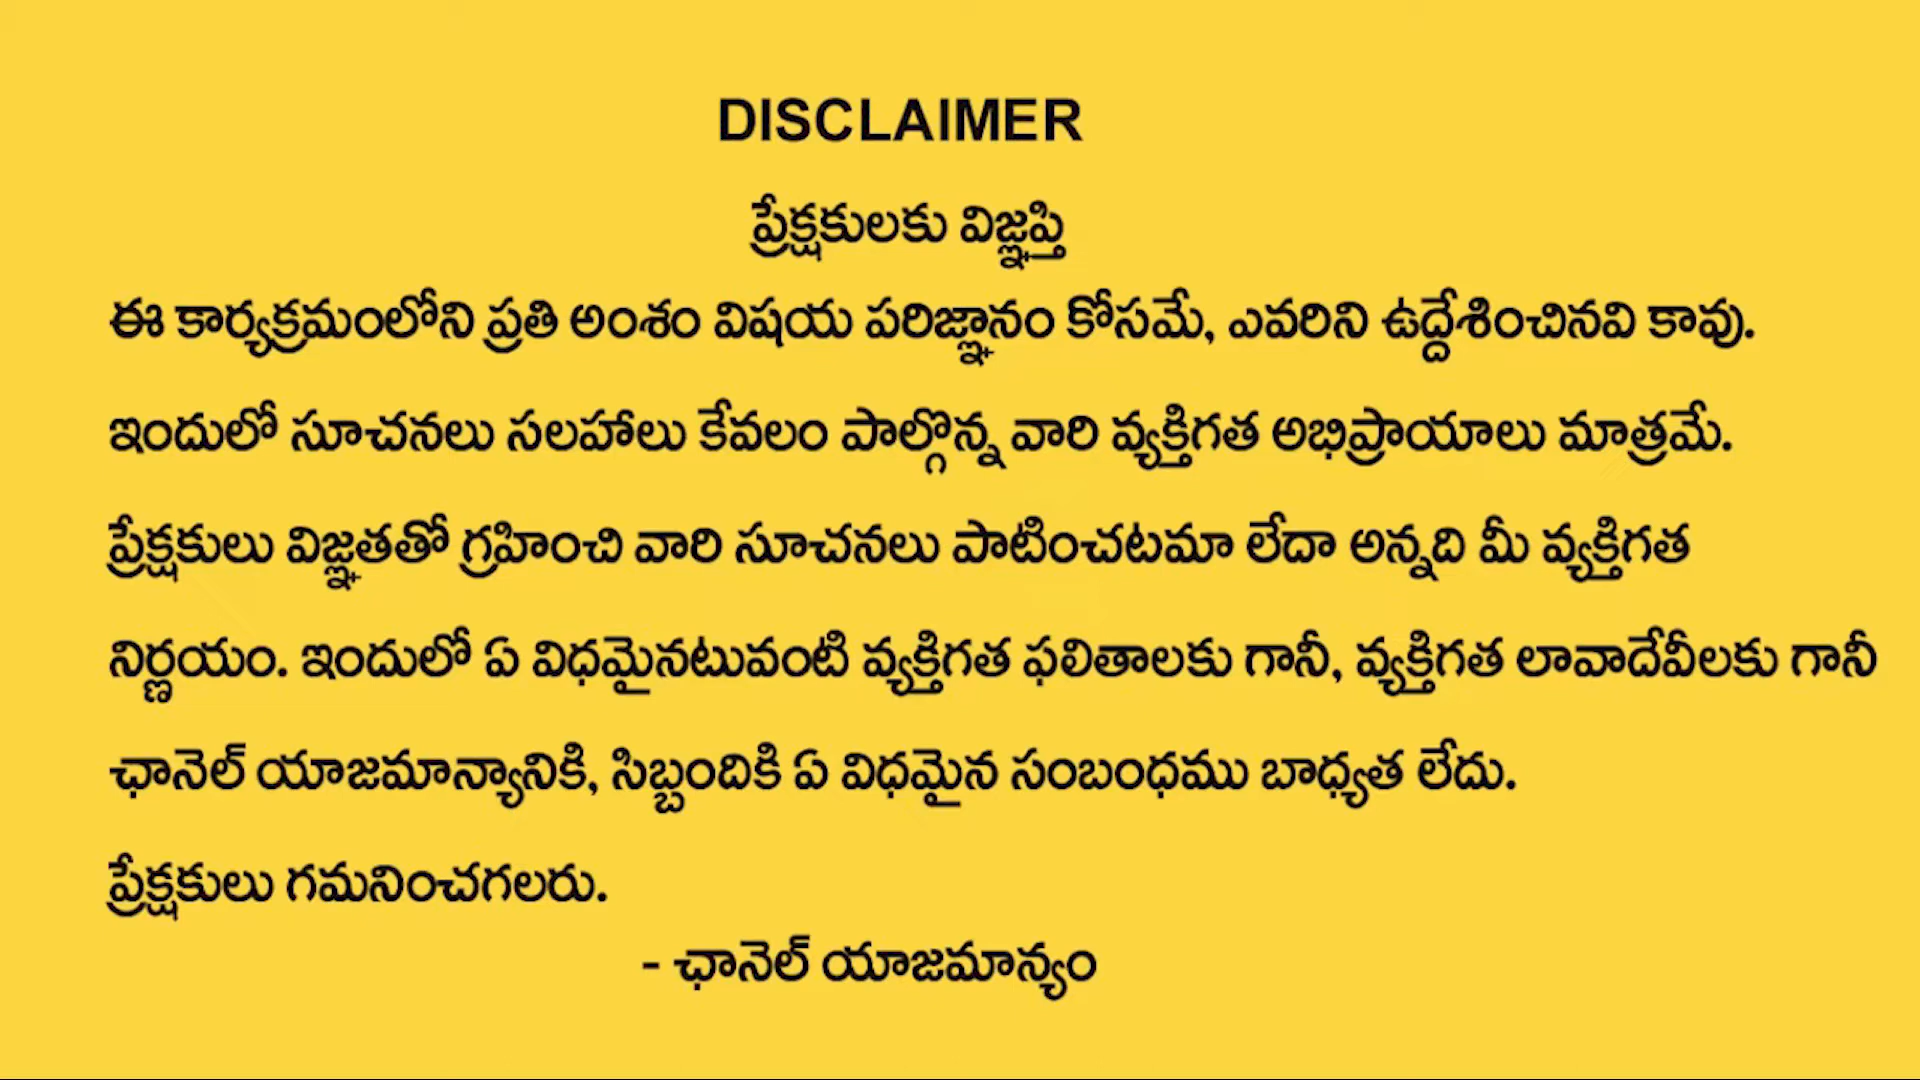 DISCLAIMER
ప్రేక్షకులకు విజ్ఞప్తి
ఈ కార్యక్రమంలోని ప్రతి అంశం విషయ పరిజ్ఞానం కోసమే, ఎవరిని ఉద్దేశించినవి కావు.
ఇందులో సూచనలు సలహాలు కేవలం పాల్గొన్న వారి వ్యక్తిగత అభిప్రాయాలు మాత్రమే.
ప్రేక్షకులు విజ్ఞతతో గ్రహించి వారి సూచనలు పాటించటమా లేదా అన్నది మీ వ్యక్తిగత
నిర్ణయం. ఇందులో ఏ విధమైనటువంటి వ్యక్తిగత ఫలితాలకు గానీ, వ్యక్తిగత లావాదేవీలకు గానీ
ఛానెల్ యాజమాన్యానికి, సిబ్బందికి ఏ విధమైన సంబంధము బాధ్యత లేదు.
ప్రేక్షకులు గమనించగలరు.
- ఛానెల్ యాజమాన్యం